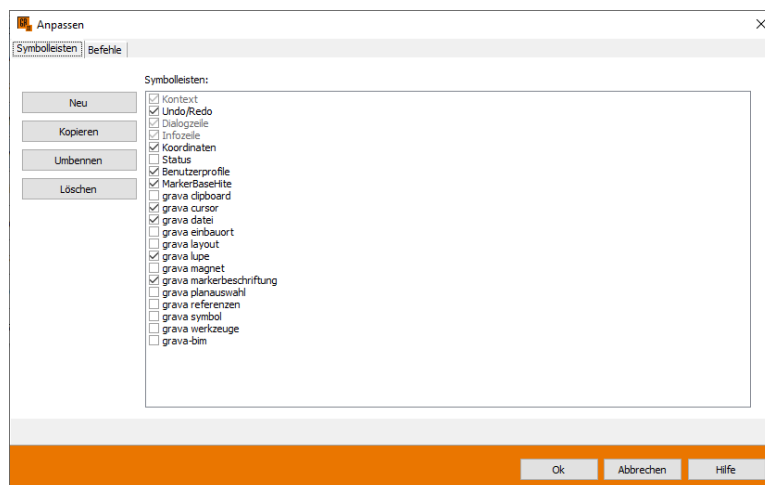 Anpassen
Symbolleisten Befehle
Symbolleisten:
Neu
Kopieren
Umbennen
Löschen
Kontext
Undo/Redo
Dialogzeile
Infozeile
Koordinaten
Status
Benutzerprofile
MarkerBaseHite
grava clipboard
grava cursor
grava datei
grava einbauort
grava layout
grava lupe
grava magnet
grava markerbeschriftung
grava planauswahl
grava referenzen
grava symbol
grava werkzeuge
grava-bim
Ok Abbrechen Hilfe